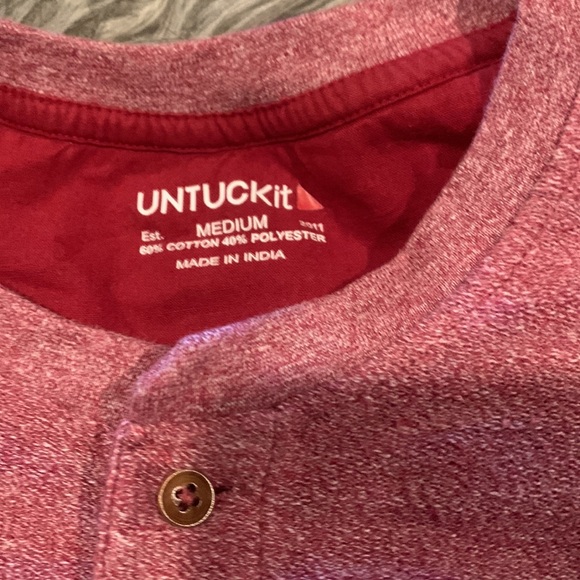 UNTUCKit
Est. MEDIUM 2011
60% COTTON 40% POLYESTER
MADE IN INDIA